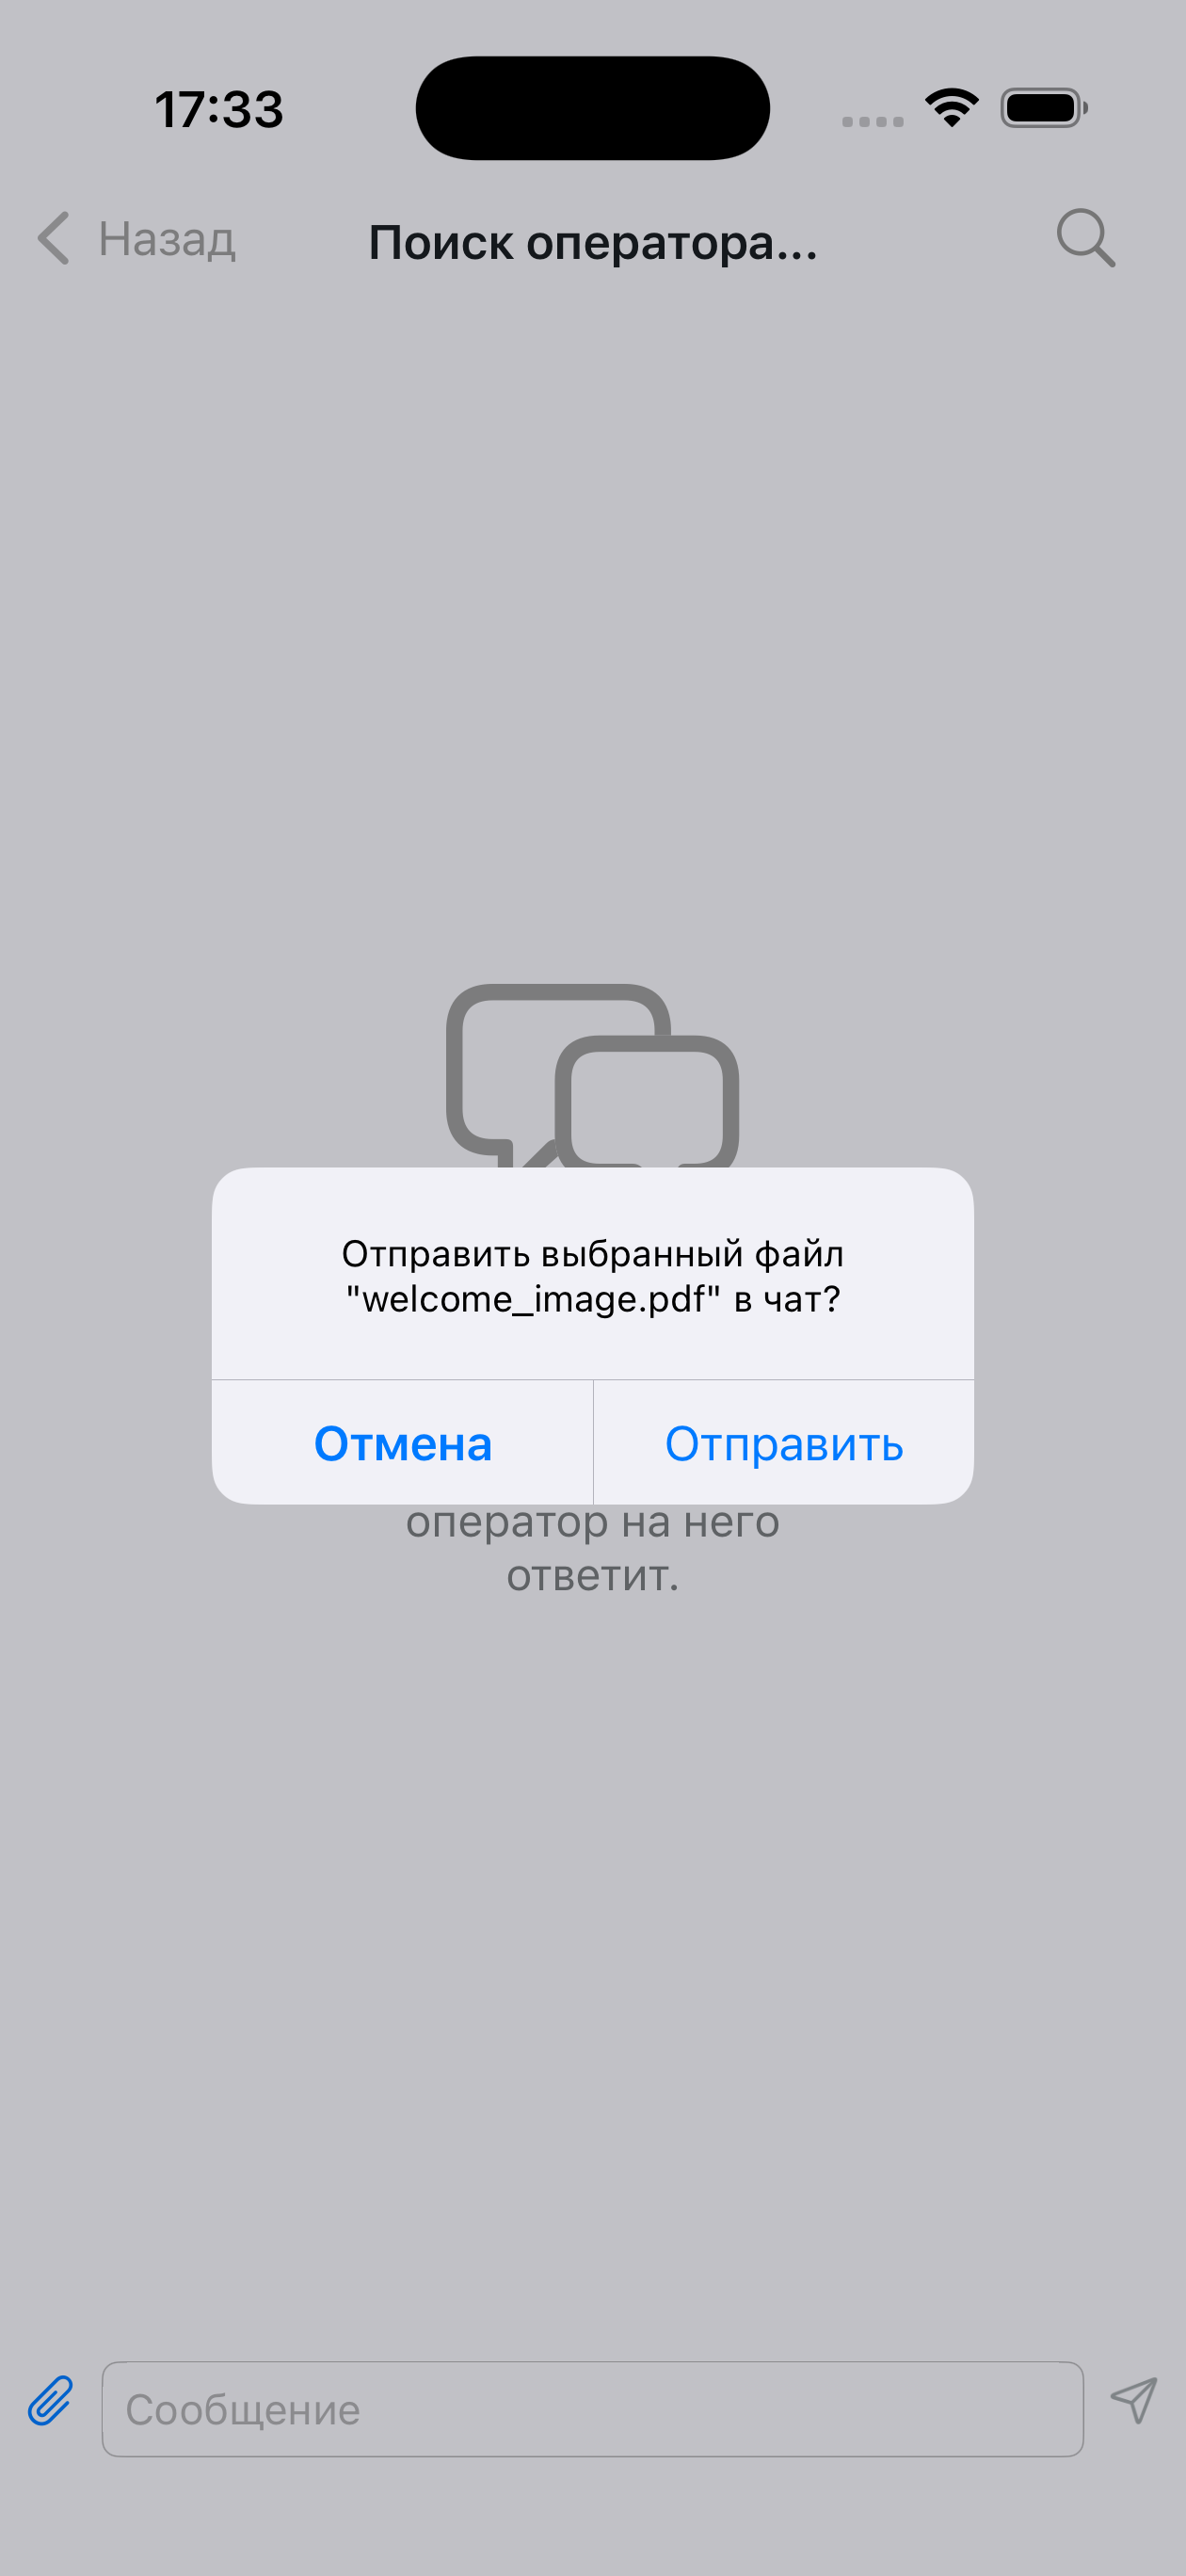 17:33
Назад
Поиск оператора...
Отправить выбранный файл
"welcome_image.pdf" в чат?
Отмена
Отправить
оператор на него
ответит.
Сообщение